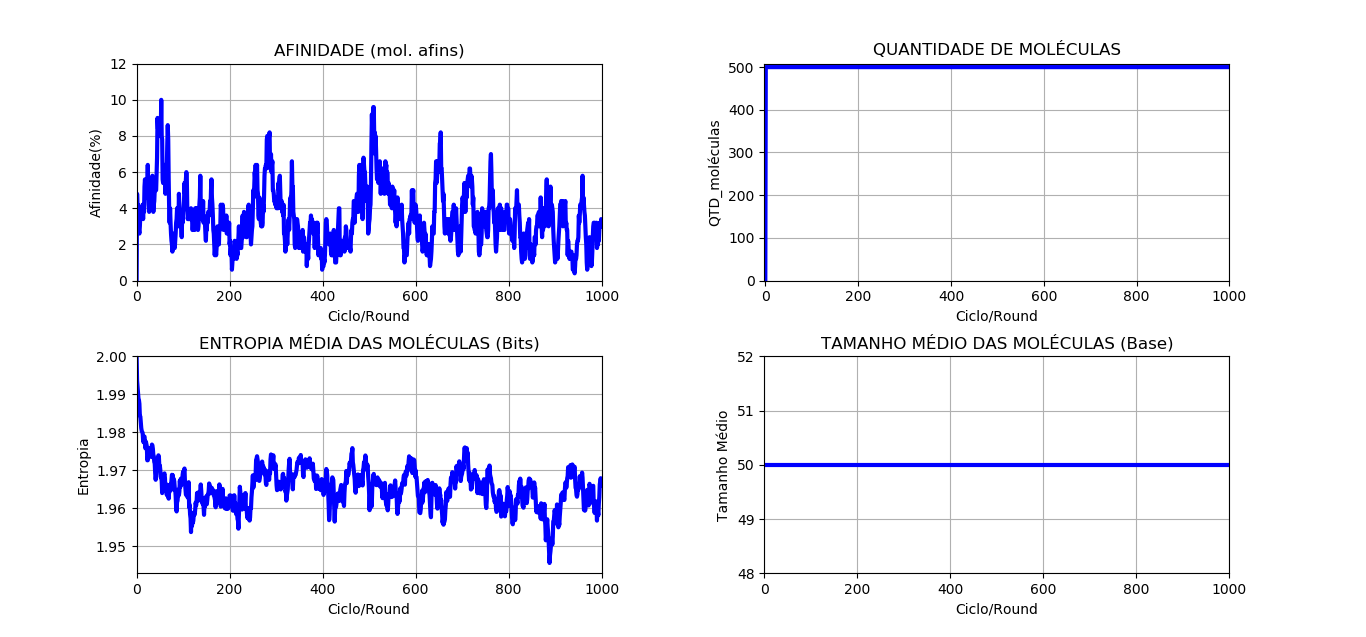 AFINIDADE (mol. afins)
12
10
8
6
4
2
0
Afinidade(%)
0 200 400 600 800 1000
Ciclo/Round
QUANTIDADE DE MOLÉCULAS
500
400
300
200
100
0
QTD_moléculas
0 200 400 600 800 1000
Ciclo/Round
ENTROPIA MÉDIA DAS MOLÉCULAS (Bits)
2.00
1.99
1.98
1.97
1.96
1.95
Entropia
0 200 400 600 800 1000
Ciclo/Round
TAMANHO MÉDIO DAS MOLÉCULAS (Base)
52
51
50
49
48
Tamanho Médio
0 200 400 600 800 1000
Ciclo/Round